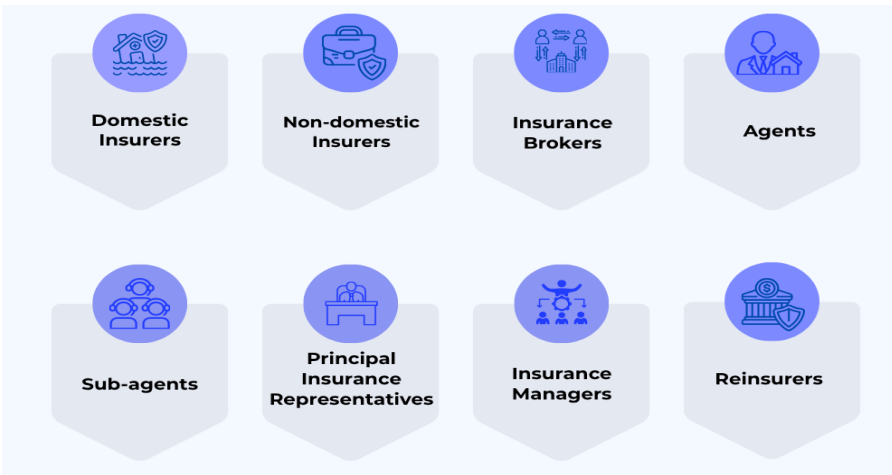 Domestic
Insurers
Non-domestic
Insurers
Insurance
Brokers
Agents
Sub-agents
Principal
Insurance
Representatives
Insurance
Managers
Reinsurers